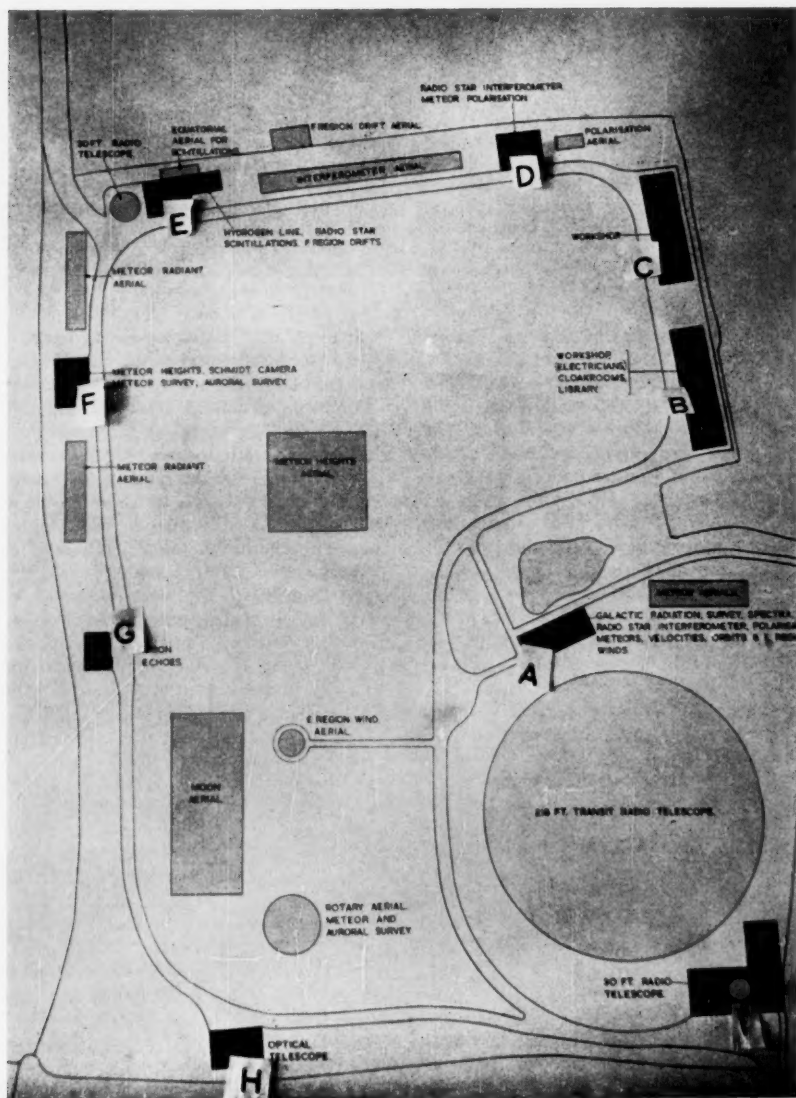 RADIO STAR INTERFEROMETER
METEOR POLARISATION
F.REGION DRIFT AERIAL
POLARISATION
AERIAL
EQUATORIAL
AERIAL FOR
SCINTILLATIONS
30FT. RADIO
TELESCOPE
INTERFEROMETER AERIAL
D
E
HYDROGEN LINE, RADIO STAR
SCINTILLATIONS, F.REGION DRIFTS
WORKSHOP
C
METEOR RADIANT
AERIAL
METEOR HEIGHTS, SCHMIDT CAMERA
METEOR SURVEY, AURORAL SURVEY
F
WORKSHOP,
(ELECTRICIANS)
CLOAKROOMS,
LIBRARY
B
METEOR RADIANT
AERIAL
METEOR HEIGHTS
AERIAL
METEOR AERIALS
GALACTIC RADIATION, SURVEY, SPECTRA,
RADIO STAR INTERFEROMETER, POLARISA
METEORS, VELOCITIES, ORBITS & E. REGI
WINDS
A
G
ECHOES
E.REGION WIND
AERIAL
MOON
AERIAL
218 FT. TRANSIT RADIO TELESCOPE
ROTARY AERIAL
METEOR AND
AURORAL SURVEY
30 FT. RADIO
TELESCOPE
OPTICAL
TELESCOPE
H